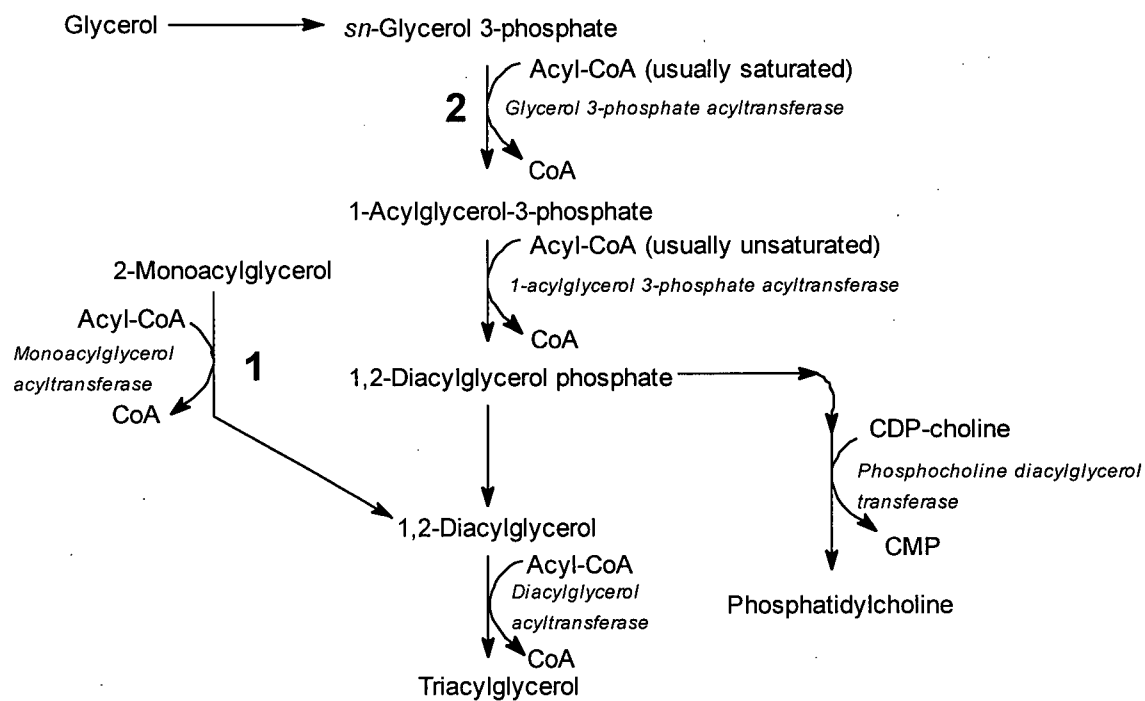 Glycerol
sn-Glycerol 3-phosphate
Acyl-CoA (usually saturated)
2
Glycerol 3-phosphate acyltransferase
CoA
1-Acylglycerol-3-phosphate
Acyl-CoA (usually unsaturated)
1-acylglycerol 3-phosphate acyltransferase
CoA
2-Monoacylglycerol
Acyl-CoA
Monoacylglycerol
acyltransferase
1
CoA
1,2-Diacylglycerol phosphate
CDP-choline
Phosphocholine diacylglycerol
transferase
CMP
Phosphatidylcholine
1,2-Diacylglycerol
Acyl-CoA
Diacylglycerol
acyltransferase
CoA
Triacylglycerol